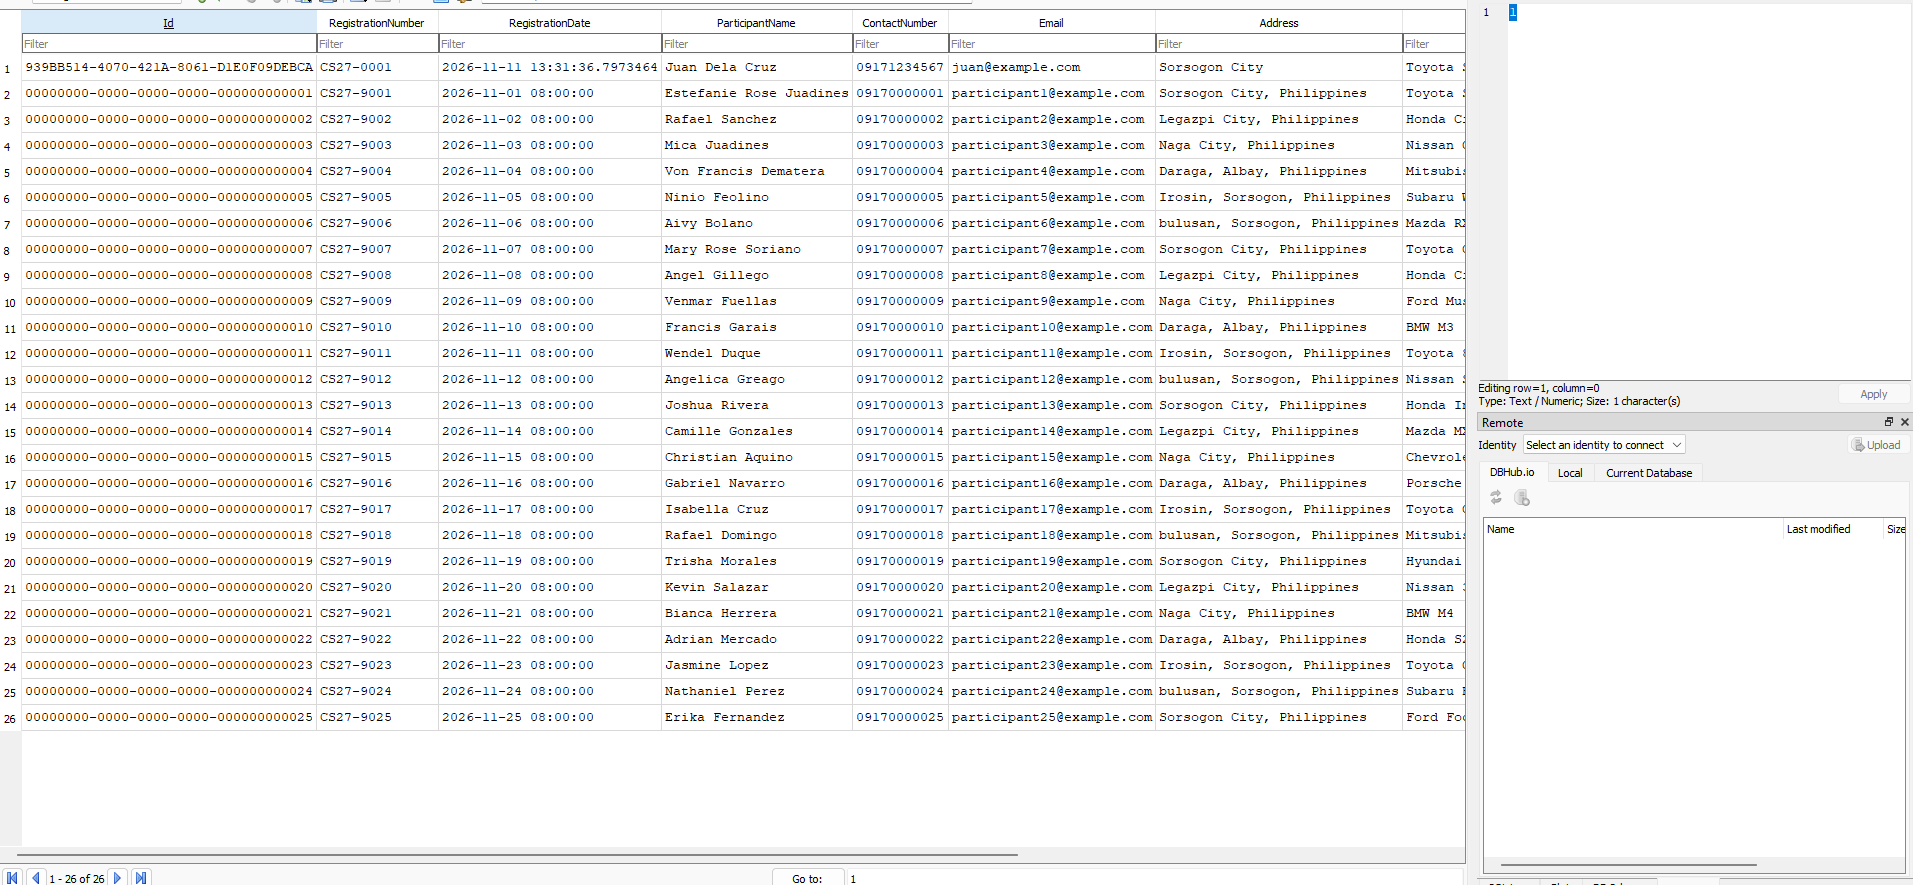 Id RegistrationNumber RegistrationDate ParticipantName ContactNumber Email Address
Filter Filter Filter Filter Filter Filter Filter Filter
1 939BB514-4070-421A-8061-D1E0F09DEBCA CS27-0001 2026-11-11 13:31:36.7973464 Juan Dela Cruz 09171234567 juan@example.com Sorsogon City Toyota
2 00000000-0000-0000-0000-000000000001 CS27-9001 2026-11-01 08:00:00 Estefanie Rose Juadines 09170000001 participant1@example.com Sorsogon City, Philippines Toyota
3 00000000-0000-0000-0000-000000000002 CS27-9002 2026-11-02 08:00:00 Rafael Sanchez 09170000002 participant2@example.com Legazpi City, Philippines Honda
4 00000000-0000-0000-0000-000000000003 CS27-9003 2026-11-03 08:00:00 Mica Juadines 09170000003 participant3@example.com Naga City, Philippines Nissan
5 00000000-0000-0000-0000-000000000004 CS27-9004 2026-11-04 08:00:00 Von Francis Dematera 09170000004 participant4@example.com Daraga, Albay, Philippines Mitsubis
6 00000000-0000-0000-0000-000000000005 CS27-9005 2026-11-05 08:00:00 Ninio Feolino 09170000005 participant5@example.com Irosin, Sorsogon, Philippines Subaru
7 00000000-0000-0000-0000-000000000006 CS27-9006 2026-11-06 08:00:00 Aivy Bolano 09170000006 participant6@example.com bulusan, Sorsogon, Philippines Mazda RX
8 00000000-0000-0000-0000-000000000007 CS27-9007 2026-11-07 08:00:00 Mary Rose Soriano 09170000007 participant7@example.com Sorsogon City, Philippines Toyota
9 00000000-0000-0000-0000-000000000008 CS27-9008 2026-11-08 08:00:00 Angel Gillego 09170000008 participant8@example.com Legazpi City, Philippines Honda
10 00000000-0000-0000-0000-000000000009 CS27-9009 2026-11-09 08:00:00 Venmar Fuellas 09170000009 participant9@example.com Naga City, Philippines Ford Mus
11 00000000-0000-0000-0000-000000000010 CS27-9010 2026-11-10 08:00:00 Francis Garais 09170000010 participant10@example.com Daraga, Albay, Philippines BMW M3
12 00000000-0000-0000-0000-000000000011 CS27-9011 2026-11-11 08:00:00 Wendel Duque 09170000011 participant11@example.com Irosin, Sorsogon, Philippines Toyota
13 00000000-0000-0000-0000-000000000012 CS27-9012 2026-11-12 08:00:00 Angelica Greago 09170000012 participant12@example.com bulusan, Sorsogon, Philippines Nissan
14 00000000-0000-0000-0000-000000000013 CS27-9013 2026-11-13 08:00:00 Joshua Rivera 09170000013 participant13@example.com Sorsogon City, Philippines Honda
15 00000000-0000-0000-0000-000000000014 CS27-9014 2026-11-14 08:00:00 Camille Gonzales 09170000014 participant14@example.com Legazpi City, Philippines Mazda MX
16 00000000-0000-0000-0000-000000000015 CS27-9015 2026-11-15 08:00:00 Christian Aquino 09170000015 participant15@example.com Naga City, Philippines Chevrole
17 00000000-0000-0000-0000-000000000016 CS27-9016 2026-11-16 08:00:00 Gabriel Navarro 09170000016 participant16@example.com Daraga, Albay, Philippines Porsche
18 00000000-0000-0000-0000-000000000017 CS27-9017 2026-11-17 08:00:00 Isabella Cruz 09170000017 participant17@example.com Irosin, Sorsogon, Philippines Toyota
19 00000000-0000-0000-0000-000000000018 CS27-9018 2026-11-18 08:00:00 Rafael Domingo 09170000018 participant18@example.com bulusan, Sorsogon, Philippines Mitsubis
20 00000000-0000-0000-0000-000000000019 CS27-9019 2026-11-19 08:00:00 Trisha Morales 09170000019 participant19@example.com Sorsogon City, Philippines Hyundai
21 00000000-0000-0000-0000-000000000020 CS27-9020 2026-11-20 08:00:00 Kevin Salazar 09170000020 participant20@example.com Legazpi City, Philippines Nissan
22 00000000-0000-0000-0000-000000000021 CS27-9021 2026-11-21 08:00:00 Bianca Herrera 09170000021 participant21@example.com Naga City, Philippines BMW M4
23 00000000-0000-0000-0000-000000000022 CS27-9022 2026-11-22 08:00:00 Adrian Mercado 09170000022 participant22@example.com Daraga, Albay, Philippines Honda
24 00000000-0000-0000-0000-000000000023 CS27-9023 2026-11-23 08:00:00 Jasmine Lopez 09170000023 participant23@example.com Irosin, Sorsogon, Philippines Toyota
25 00000000-0000-0000-0000-000000000024 CS27-9024 2026-11-24 08:00:00 Nathaniel Perez 09170000024 participant24@example.com bulusan, Sorsogon, Philippines Subaru
26 00000000-0000-0000-0000-000000000025 CS27-9025 2026-11-25 08:00:00 Erika Fernandez 09170000025 participant25@example.com Sorsogon City, Philippines Ford
1 - 26 of 26
Go to: 1
1 1
Editing row=1, column=0
Type: Text / Numeric; Size: 1 character(s)
Apply
Remote
Identity Select an identity to connect Upload
DBHub.io Local Current Database
Name Last modified Size